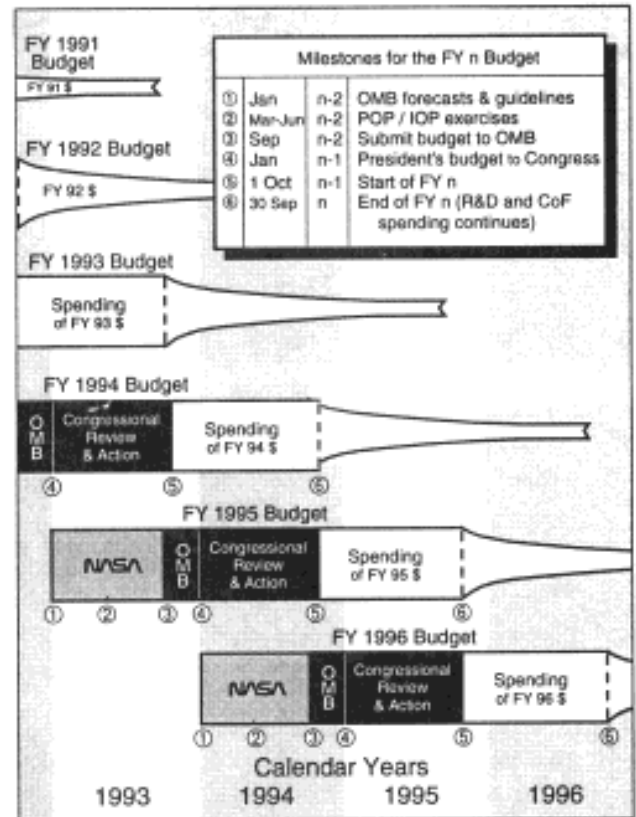 FY 1991
Budget
FY 91 $
Milestones for the FY n Budget
① Jan n-2 OMB forecasts & guidelines
② Mar-Jun n-2 POP / IOP exercises
③ Sep n-2 Submit budget to OMB
④ Jan n-1 President's budget to Congress
⑤ 1 Oct n-1 Start of FY n
⑥ 30 Sep n End of FY n (R&D and CoF
spending continues)
FY 1992 Budget
FY 92 $
FY 1993 Budget
Spending
of FY 93 $
FY 1994 Budget
OMB
Congressional
Review
& Action
Spending
of FY 94 $
④ ⑤ ⑥
FY 1995 Budget
NASA
OMB
Congressional
Review
& Action
Spending
of FY 95 $
① ② ③ ④ ⑤ ⑥
FY 1996 Budget
NASA
OMB
Congressional
Review
& Action
Spending
of FY 96 $
① ② ③ ④ ⑤ ⑥
Calendar Years
1993 1994 1995 1996